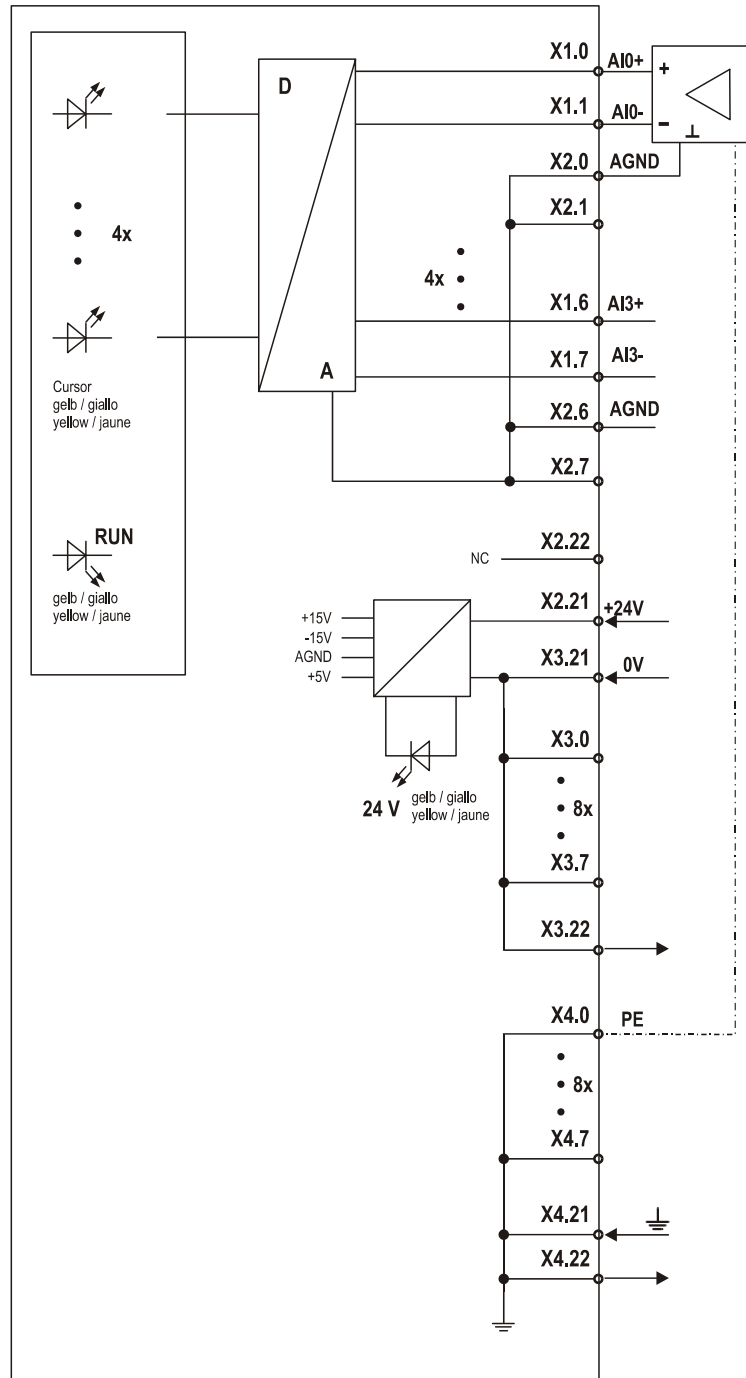 X1.0
AI0+
+
D
X1.1
AI0-
-
X2.0
AGND
X2.1
4x
4x
X1.6
AI3+
X1.7
AI3-
A
Cursor
gelb / giallo
yellow / jaune
X2.6
AGND
X2.7
RUN
gelb / giallo
yellow / jaune
NC
X2.22
X2.21
+24V
+15V
-15V
AGND
+5V
X3.21
0V
X3.0
24 V
gelb / giallo
yellow / jaune
8x
X3.7
X3.22
X4.0
PE
8x
X4.7
X4.21
X4.22